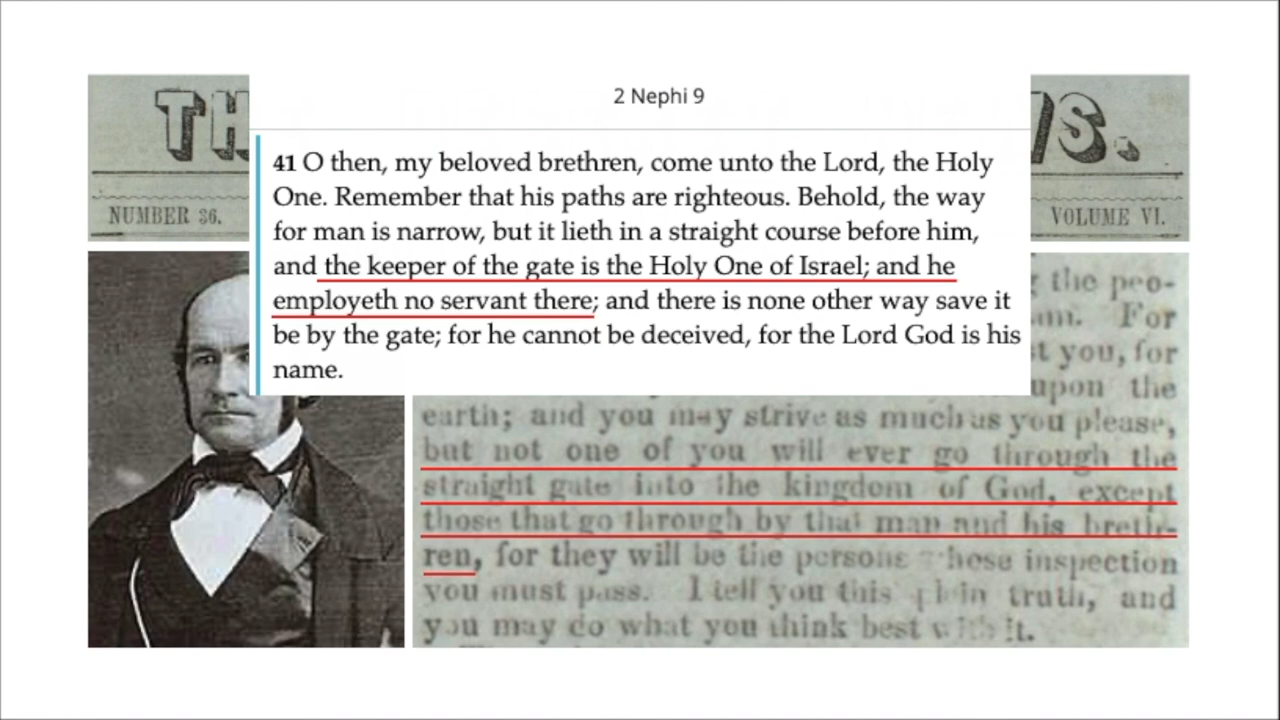 TH
NUMBER 36.
2 Nephi 9
41 O then, my beloved brethren, come unto the Lord, the Holy
One. Remember that his paths are righteous. Behold, the way
for man is narrow, but it lieth in a straight course before him,
and the keeper of the gate is the Holy One of Israel; and he
employeth no servant there; and there is none other way save it
be by the gate; for he cannot be deceived, for the Lord God is his
name.
S.
VOLUME VI.
the peo-
For
you, for
upon the
earth; and you may strive as much as you please,
but not one of you will ever go through the
straight gate into the kingdom of God, except
those that go through by that man and his breth-
ren, for they will be the persons hose inspection
you must pass. I tell you this truth, and
you may do what you think best it.